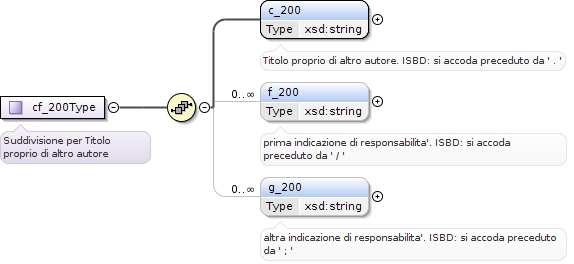 c_200
Type xsd:string
Titolo proprio di altro autore. ISBD: si accoda preceduto da ' . '
0..∞
f_200
Type xsd:string
prima indicazione di responsabilita'. ISBD: si accoda
preceduto da ' / '
cf_200Type
Suddivisione per Titolo
proprio di altro autore
0..∞
g_200
Type xsd:string
altra indicazione di responsabilita'. ISBD: si accoda preceduto
da ' ; '